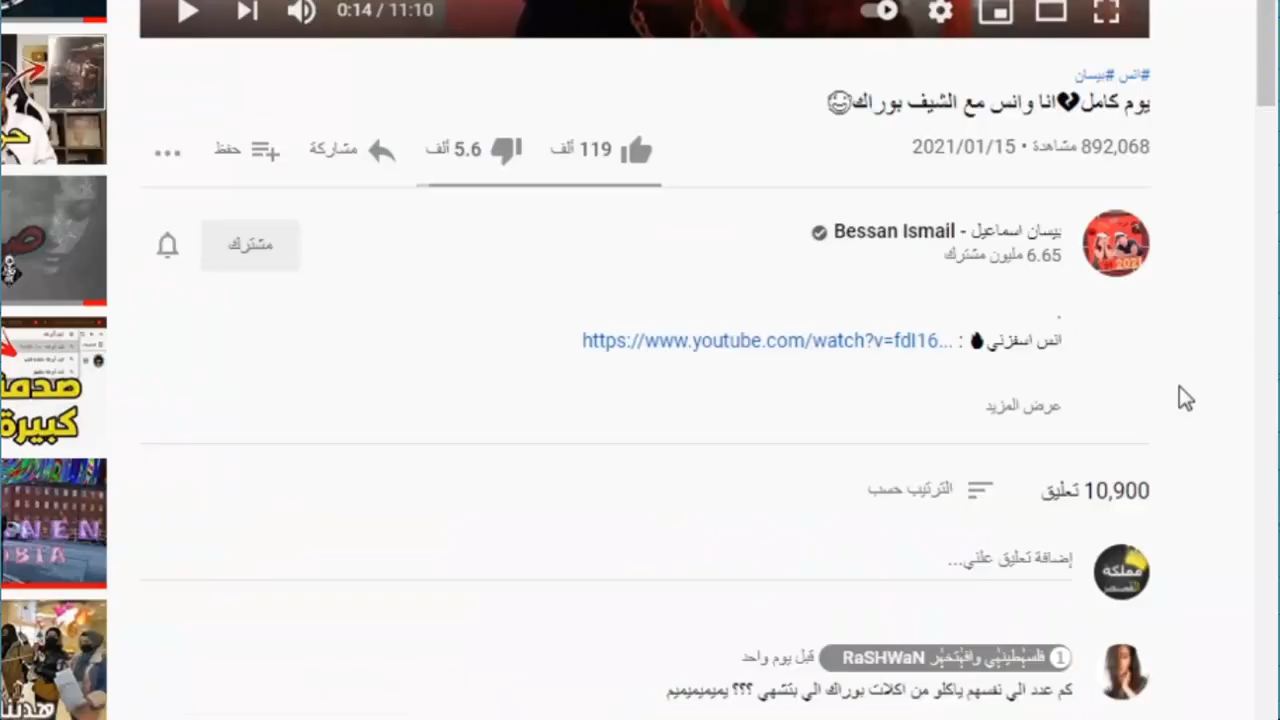 0:14 / 11:10
#انس #بيسان
يوم كامل💔انا وانس مع الشيف بوراك😍
892,068 مشاهدة • 2021/01/15
119 ألف
5.6 ألف
مشاركة
حفظ
بيسان اسماعيل - Bessan Ismail
6.65 مليون مشترك
مشترك
.
انس اسفزني🔥 : https://www.youtube.com/watch?v=fdI16...
عرض المزيد
10,900 تعليق
الترتيب حسب
مملكة
القصص
إضافة تعليق علني...
RaSHWaN قبل يوم واحد
كم عدد الي نفسهم ياكلو من اكلات بوراك الي بتشهي ؟؟؟ يميميميميم
صدمة
كبيرة